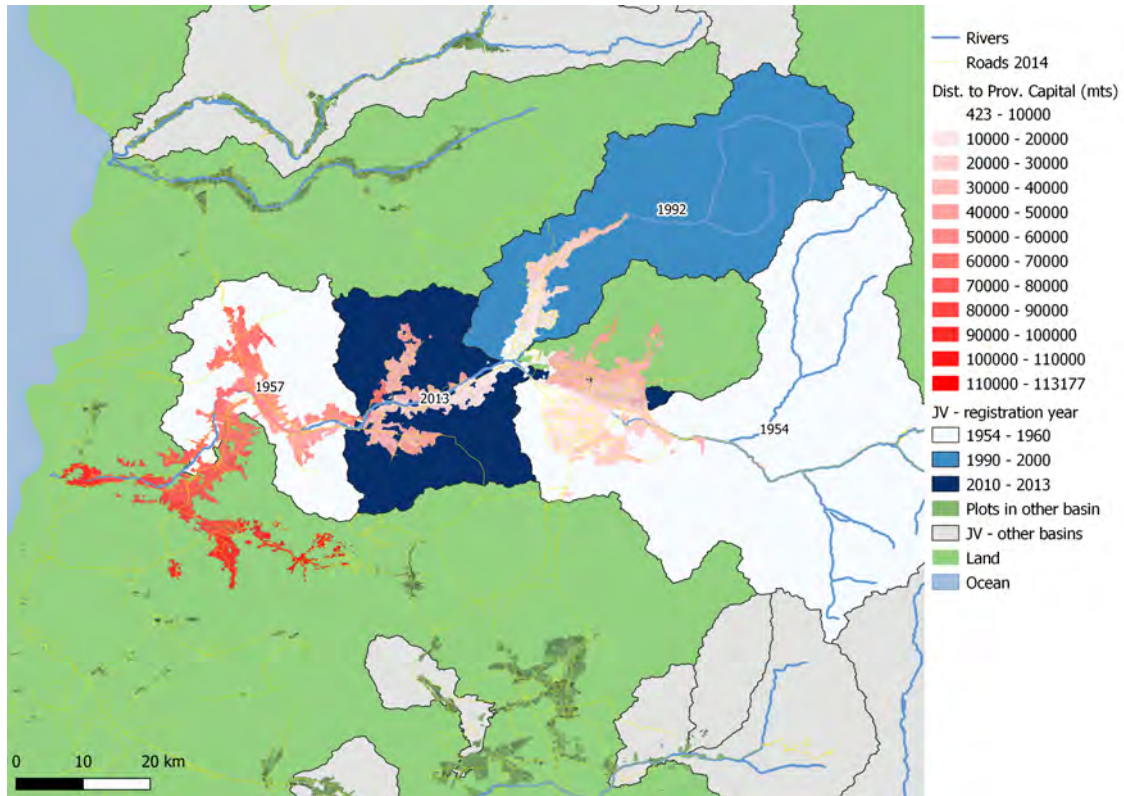 1992
1957
2013
1954
0 10 20 km
Rivers
Roads 2014
Dist. to Prov. Capital (mts)
423 - 10000
10000 - 20000
20000 - 30000
30000 - 40000
40000 - 50000
50000 - 60000
60000 - 70000
70000 - 80000
80000 - 90000
90000 - 100000
100000 - 110000
110000 - 113177
JV - registration year
1954 - 1960
1990 - 2000
2010 - 2013
Plots in other basin
JV - other basins
Land
Ocean